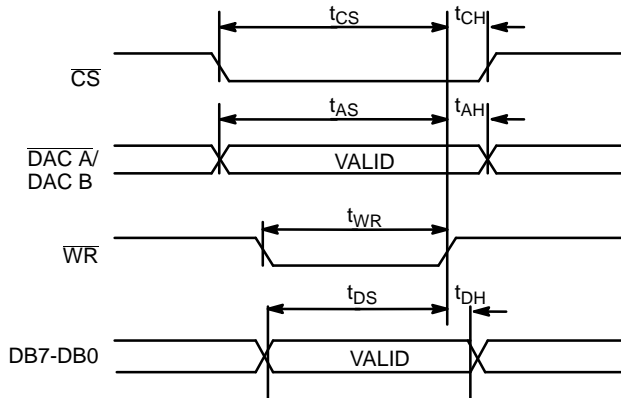 tCS tCH
CS
tAS tAH
DAC A/
DAC B
VALID
tWR
WR
tDS tDH
DB7-DB0
VALID